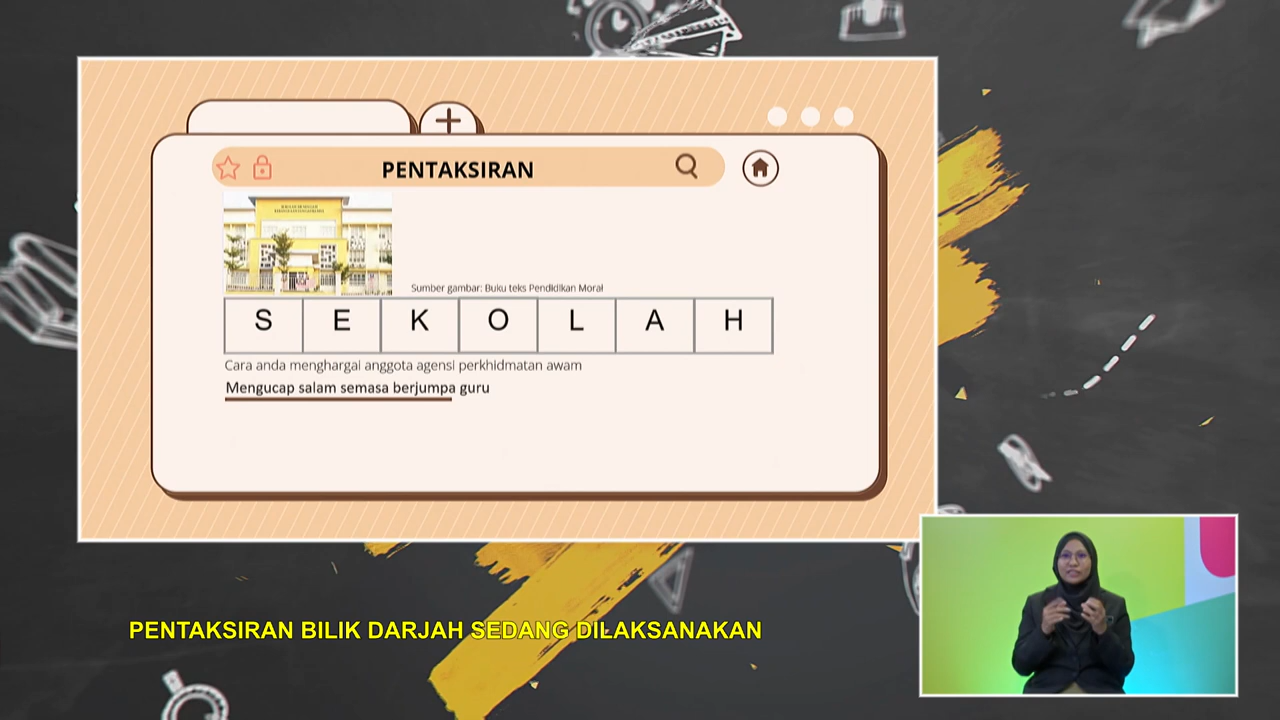 PENTAKSIRAN
Sumber gambar: Buku teks Pendidikan Moral
S E K O L A H
Cara anda menghargai anggota agensi perkhidmatan awam
Mengucap salam semasa berjumpa guru
PENTAKSIRAN BILIK DARJAH SEDANG DILAKSANAKAN